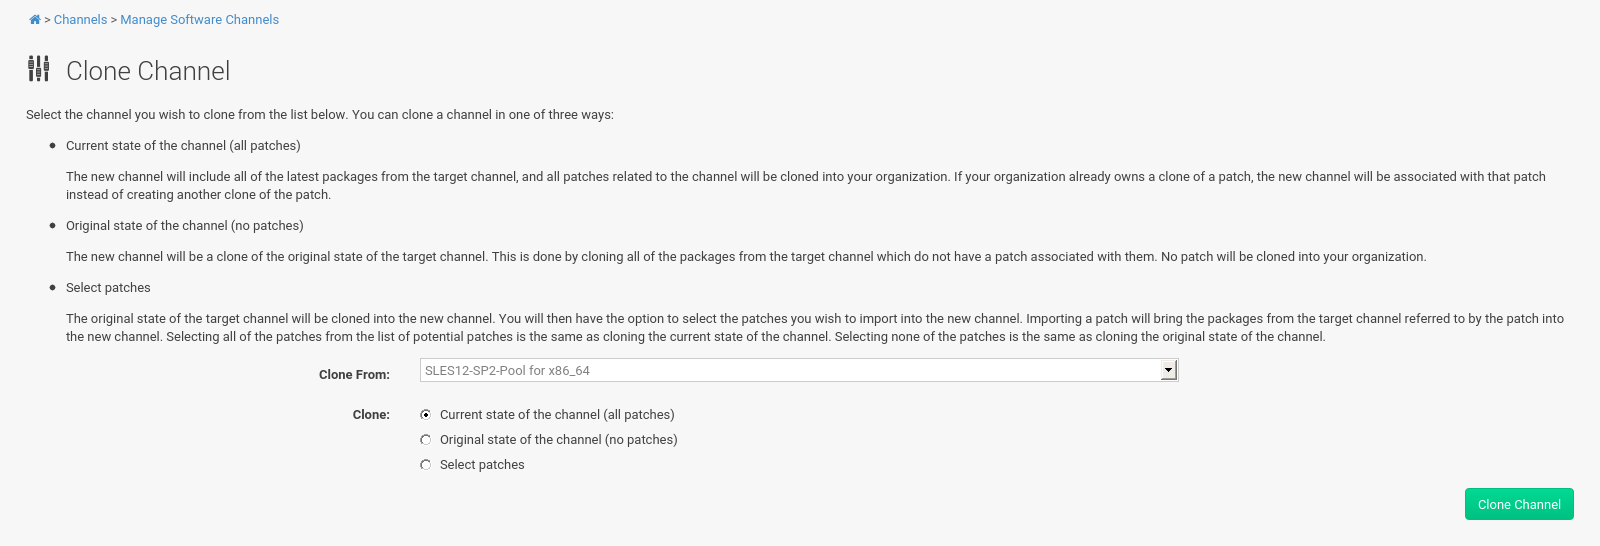 > Channels > Manage Software Channels
Clone Channel
Select the channel you wish to clone from the list below. You can clone a channel in one of three ways:
• Current state of the channel (all patches)
The new channel will include all of the latest packages from the target channel, and all patches related to the channel will be cloned into your organization. If your organization already owns a clone of a patch, the new channel will be associated with that patch
instead of creating another clone of the patch.
• Original state of the channel (no patches)
The new channel will be a clone of the original state of the target channel. This is done by cloning all of the packages from the target channel which do not have a patch associated with them. No patch will be cloned into your organization.
• Select patches
The original state of the target channel will be cloned into the new channel. You will then have the option to select the patches you wish to import into the new channel. Importing a patch will bring the packages from the target channel referred to by the patch into
the new channel. Selecting all of the patches from the list of potential patches is the same as cloning the current state of the channel. Selecting none of the patches is the same as cloning the original state of the channel.
Clone From: SLES12-SP2-Pool for x86_64
Clone: Current state of the channel (all patches)
Original state of the channel (no patches)
Select patches
Clone Channel